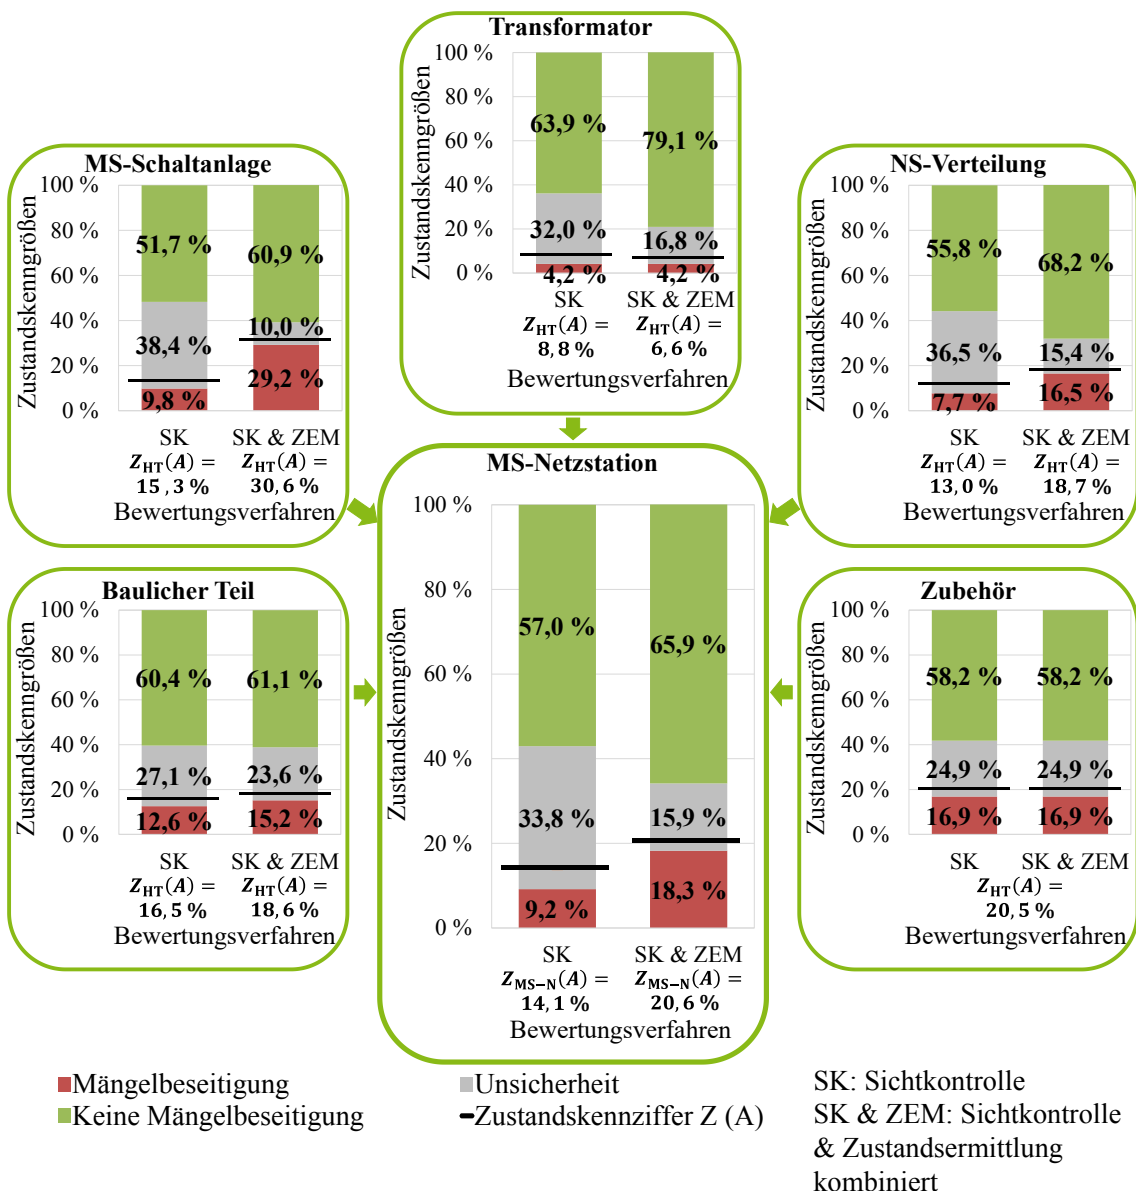 Transformator
Zustandskenngrößen
100 %
80 %
60 %
40 %
20 %
0 %
63,9 %
32,0 %
4,2 %
79,1 %
16,8 %
4,2 %
SK
SK & ZEM
Z_HT(A) =
8,8 %
Z_HT(A) =
6,6 %
Bewertungsverfahren
MS-Schaltanlage
Zustandskenngrößen
100 %
80 %
60 %
40 %
20 %
0 %
51,7 %
38,4 %
9,8 %
60,9 %
10,0 %
29,2 %
SK
SK & ZEM
Z_HT(A) =
15,3 %
Z_HT(A) =
30,6 %
Bewertungsverfahren
NS-Verteilung
Zustandskenngrößen
100 %
80 %
60 %
40 %
20 %
0 %
55,8 %
36,5 %
7,7 %
68,2 %
15,4 %
16,5 %
SK
SK & ZEM
Z_HT(A) =
13,0 %
Z_HT(A) =
18,7 %
Bewertungsverfahren
MS-Netzstation
Zustandskenngrößen
100 %
80 %
60 %
40 %
20 %
0 %
57,0 %
33,8 %
9,2 %
65,9 %
15,9 %
18,3 %
SK
SK & ZEM
Z_MS–N(A) =
14,1 %
Z_MS–N(A) =
20,6 %
Bewertungsverfahren
Baulicher Teil
Zustandskenngrößen
100 %
80 %
60 %
40 %
20 %
0 %
60,4 %
27,1 %
12,6 %
61,1 %
23,6 %
15,2 %
SK
SK & ZEM
Z_HT(A) =
16,5 %
Z_HT(A) =
18,6 %
Bewertungsverfahren
Zubehör
Zustandskenngrößen
100 %
80 %
60 %
40 %
20 %
0 %
58,2 %
24,9 %
16,9 %
58,2 %
24,9 %
16,9 %
SK
SK & ZEM
Z_HT(A) =
20,5 %
Bewertungsverfahren
Mängelbeseitigung
Keine Mängelbeseitigung
Unsicherheit
Zustandskennziffer Z (A)
SK: Sichtkontrolle
SK & ZEM: Sichtkontrolle
& Zustandsermittlung
kombiniert